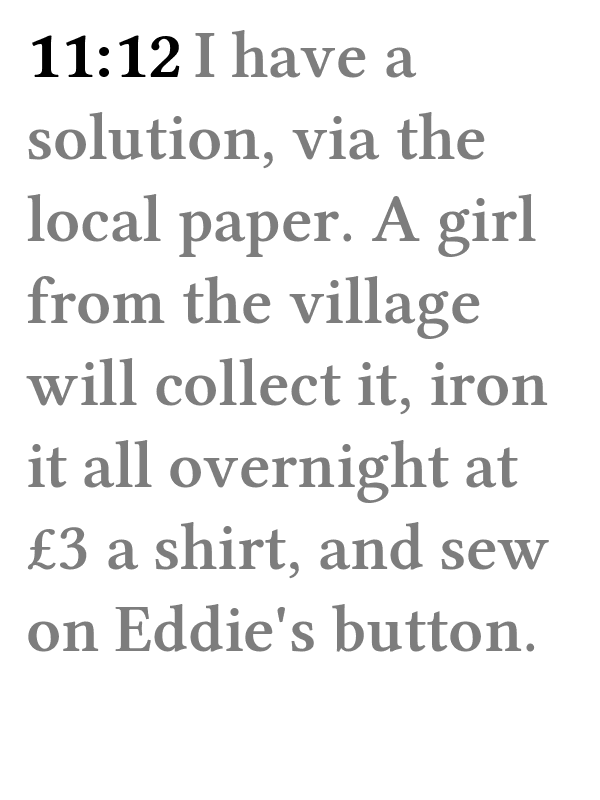 11:12 I have a
solution, via the
local paper. A girl
from the village
will collect it, iron
it all overnight at
£3 a shirt, and sew
on Eddie's button.